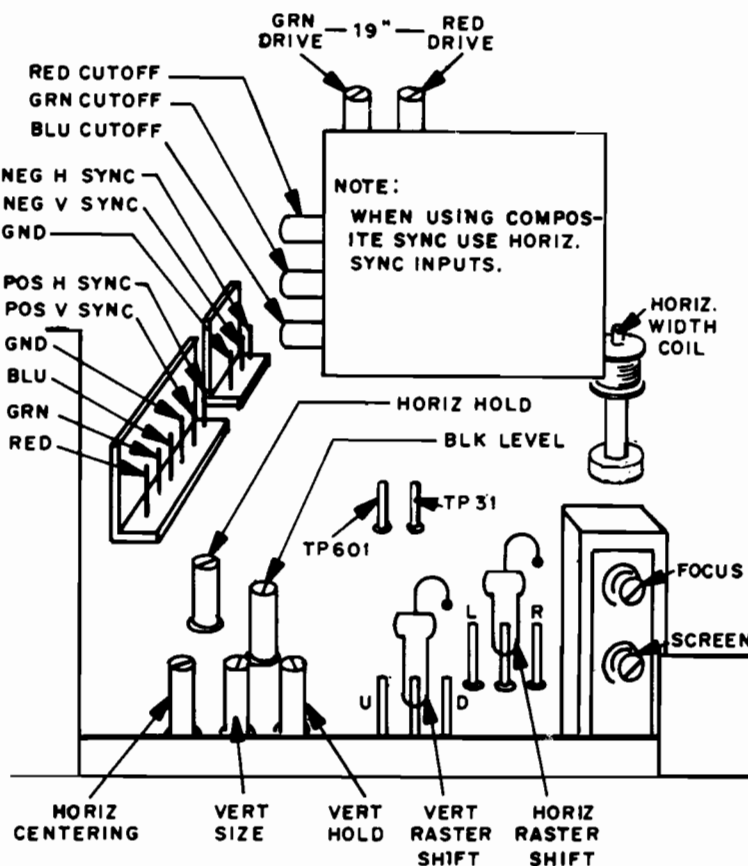 GRN
DRIVE
19"
RED
DRIVE
RED CUTOFF
GRN CUTOFF
BLU CUTOFF
NEG H SYNC
NEG V SYNC
GND
POS H SYNC
POS V SYNC
GND
BLU
GRN
RED
NOTE:
WHEN USING COMPOS-
ITE SYNC USE HORIZ.
SYNC INPUTS.
HORIZ.
WIDTH
COIL
HORIZ HOLD
BLK LEVEL
TP601
TP31
L
R
U
D
FOCUS
SCREEN
HORIZ
CENTERING
VERT
SIZE
VERT
HOLD
VERT
RASTER
SHIFT
HORIZ
RASTER
SHIFT